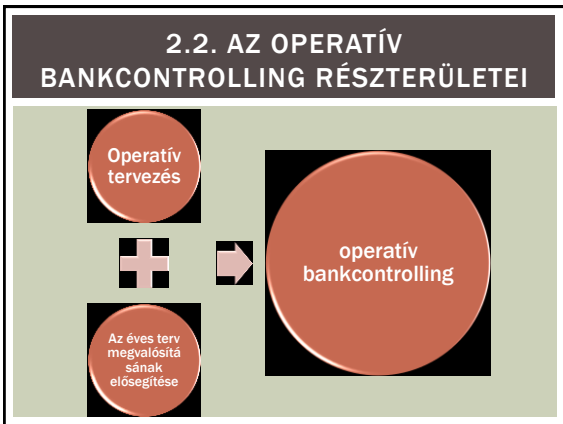 2.2. AZ OPERATÍV
BANKCONTROLLING RÉSZTERÜLETEI
Operatív
tervezés
Az éves terv
megvalósítá
sának
elősegítése
operatív
bankcontrolling